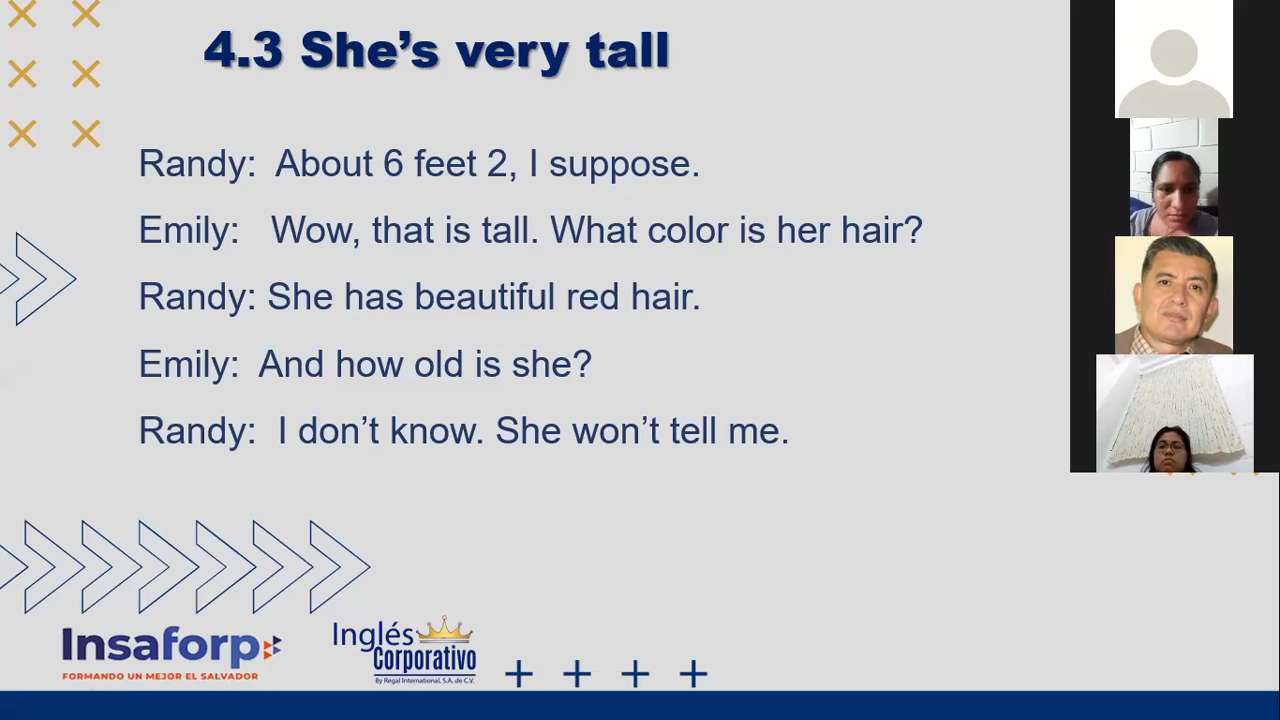 4.3 She's very tall
Randy: About 6 feet 2, I suppose.
Emily: Wow, that is tall. What color is her hair?
Randy: She has beautiful red hair.
Emily: And how old is she?
Randy: I don't know. She won't tell me.
Insaforp
FORMANDO UN MEJOR EL SALVADOR
Inglés
Corporativo
By Regal International, S.A. de C.V.